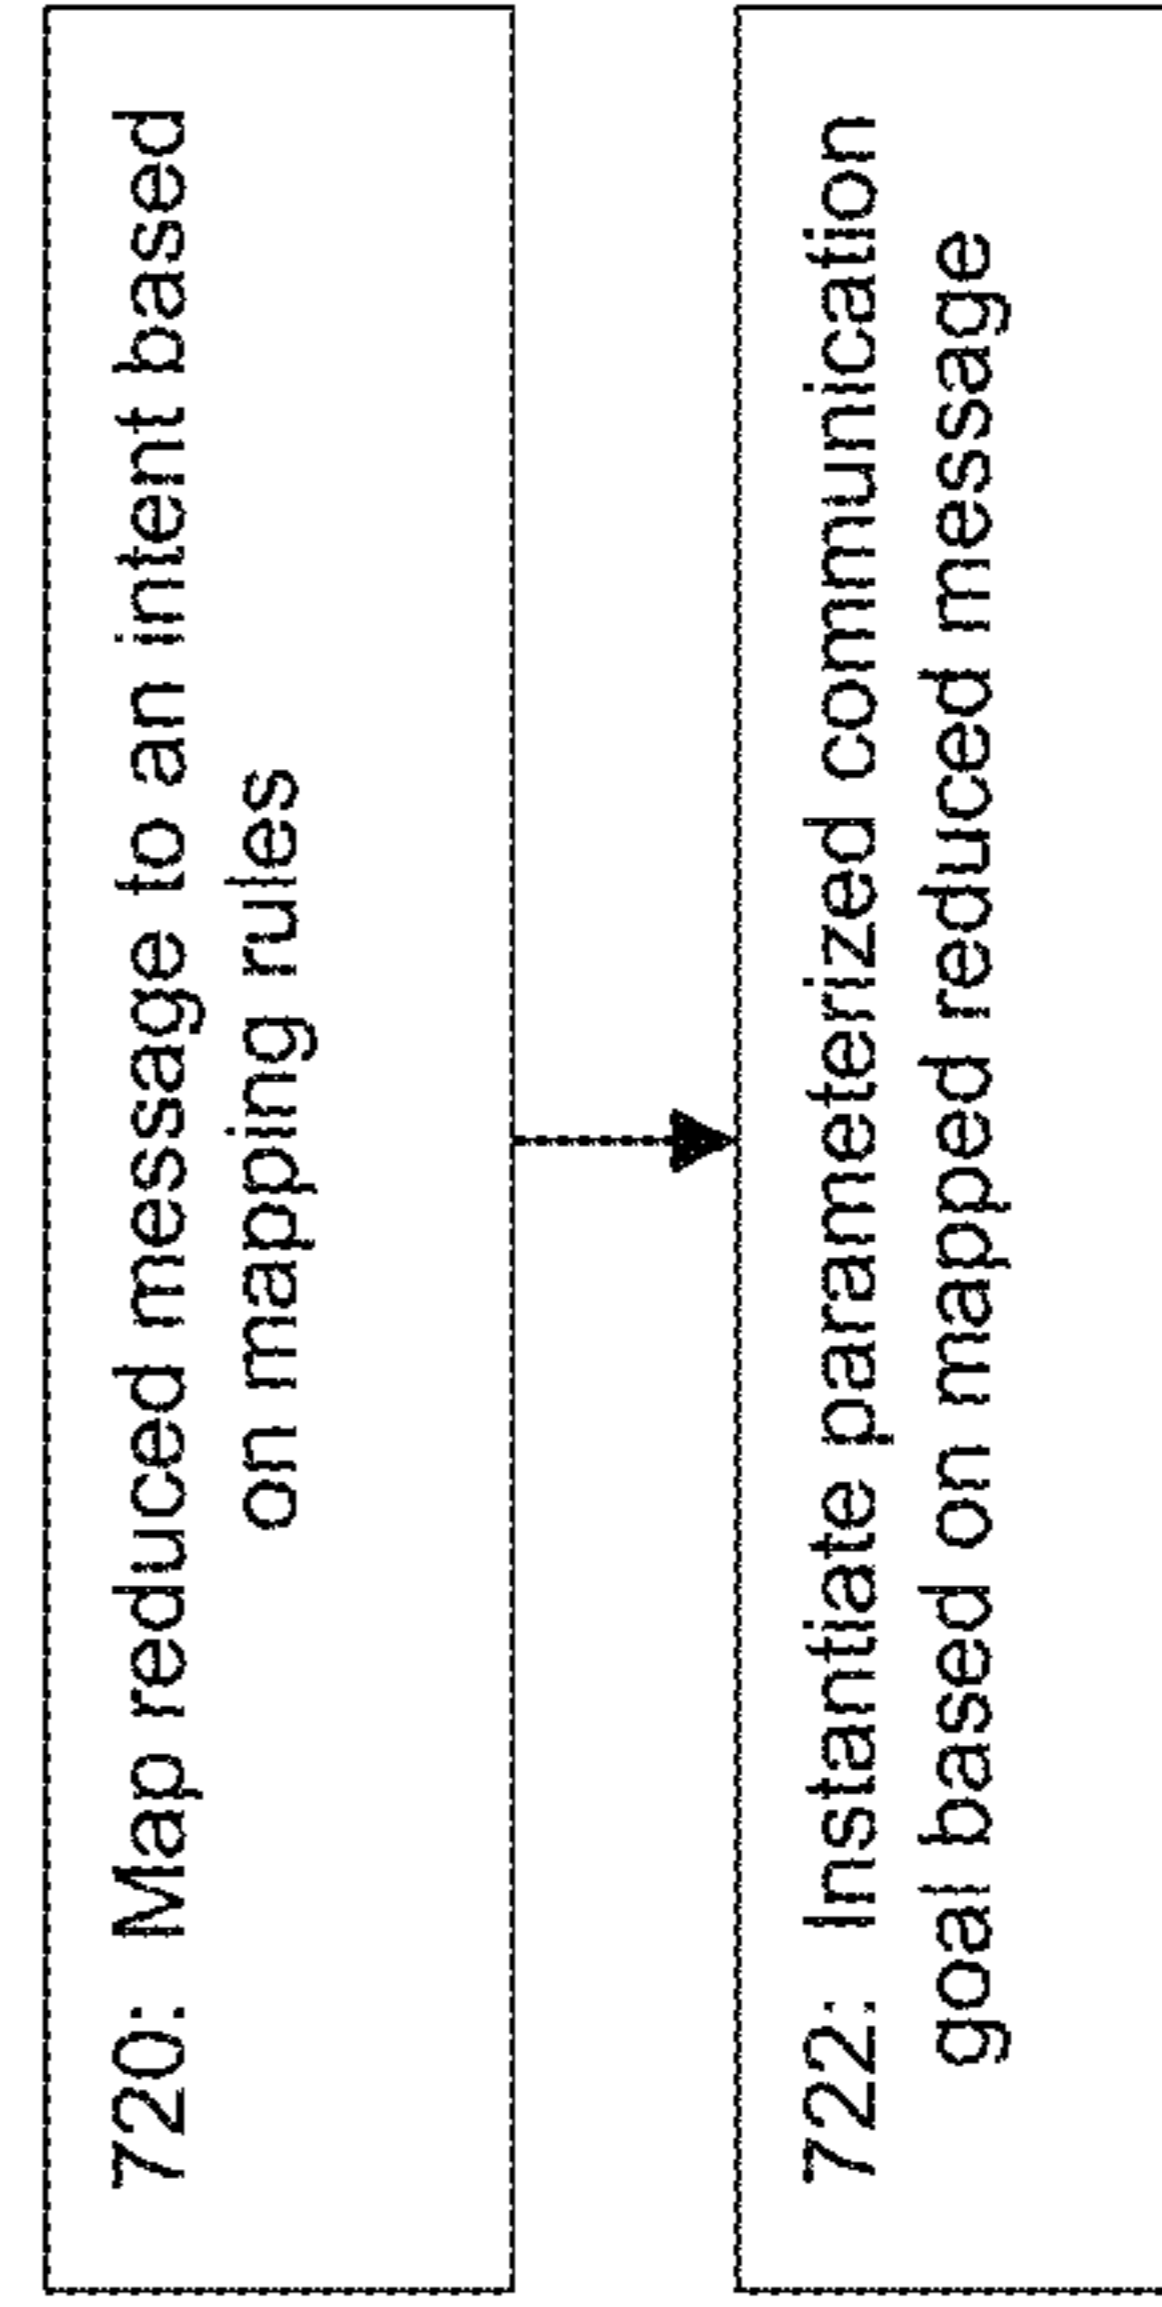 720: Map reduced message to an intent based
on mapping rules
722: Instantiate parameterized communication
goal based on mapped reduced message